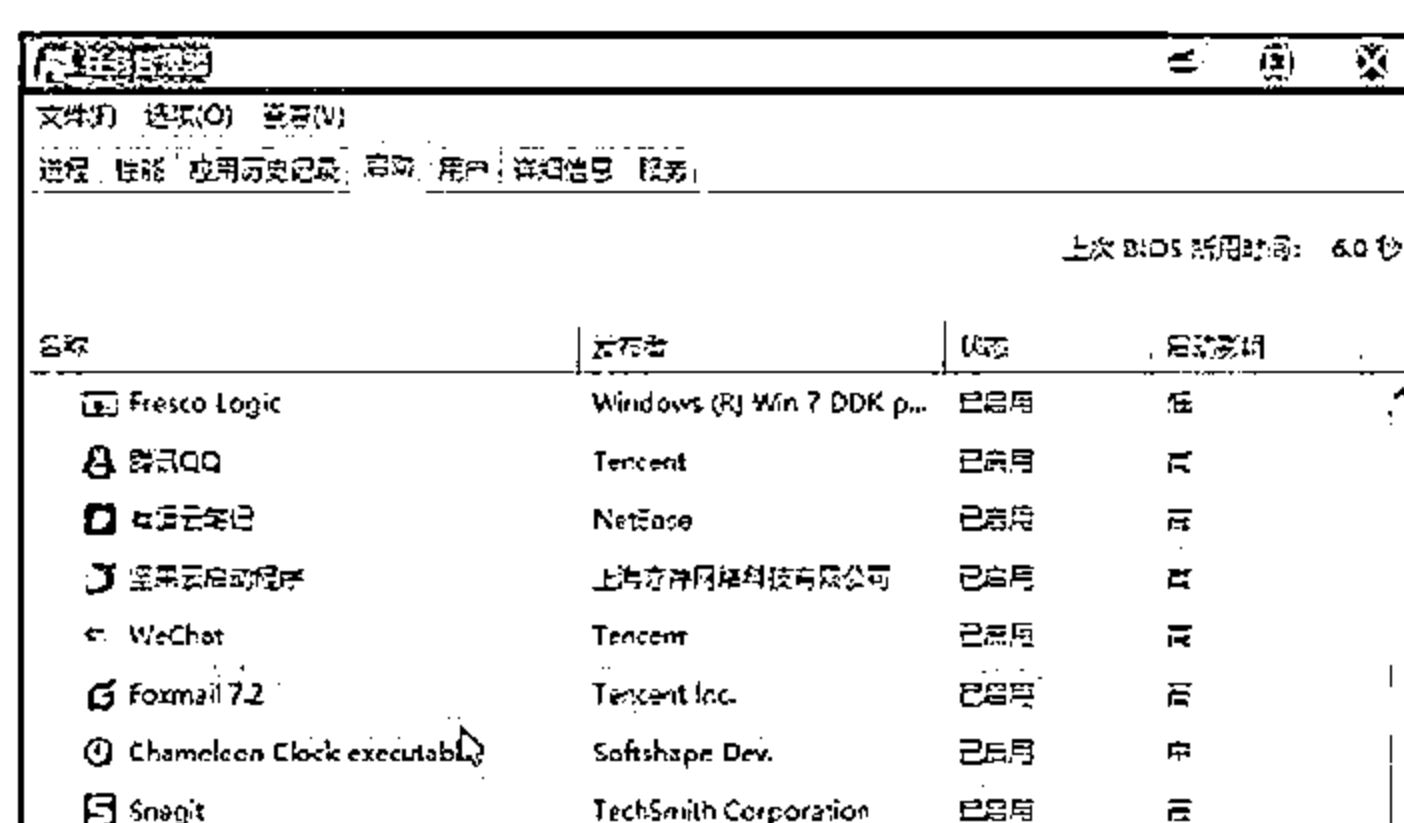 任务管理器
文件(F) 选项(O) 查看(V)
进程 性能 应用历史记录 启动 用户 详细信息 服务
上次 BIOS 所用时间: 6.0 秒
名称 发布者 状态 启动影响
Fresco Logic Windows (R) Win 7 DDK p... 已启用 低
腾讯QQ Tencent 已启用 高
有道云笔记 NetEase 已启用 高
坚果云启动程序 上海亦存网络科技有限公司 已启用 高
WeChat Tencent 已启用 高
Foxmail 7.2 Tencent Inc. 已启用 高
Chameleon Clock executable Softshape Dev. 已启用 中
Snagit TechSmith Corporation 已启用 高